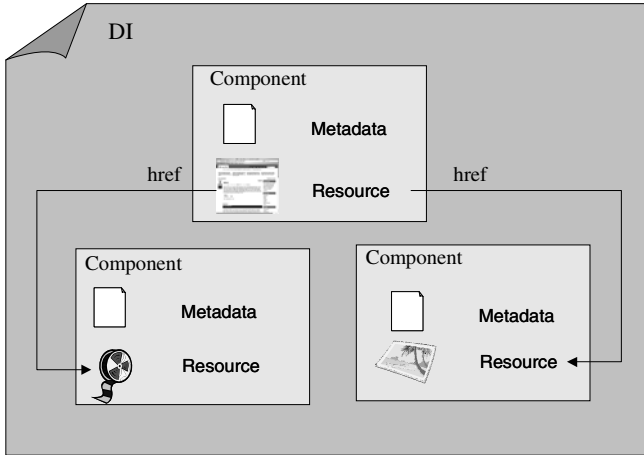 DI
Component
Metadata
href
Resource
href
Component
Metadata
Resource
Component
Metadata
Resource